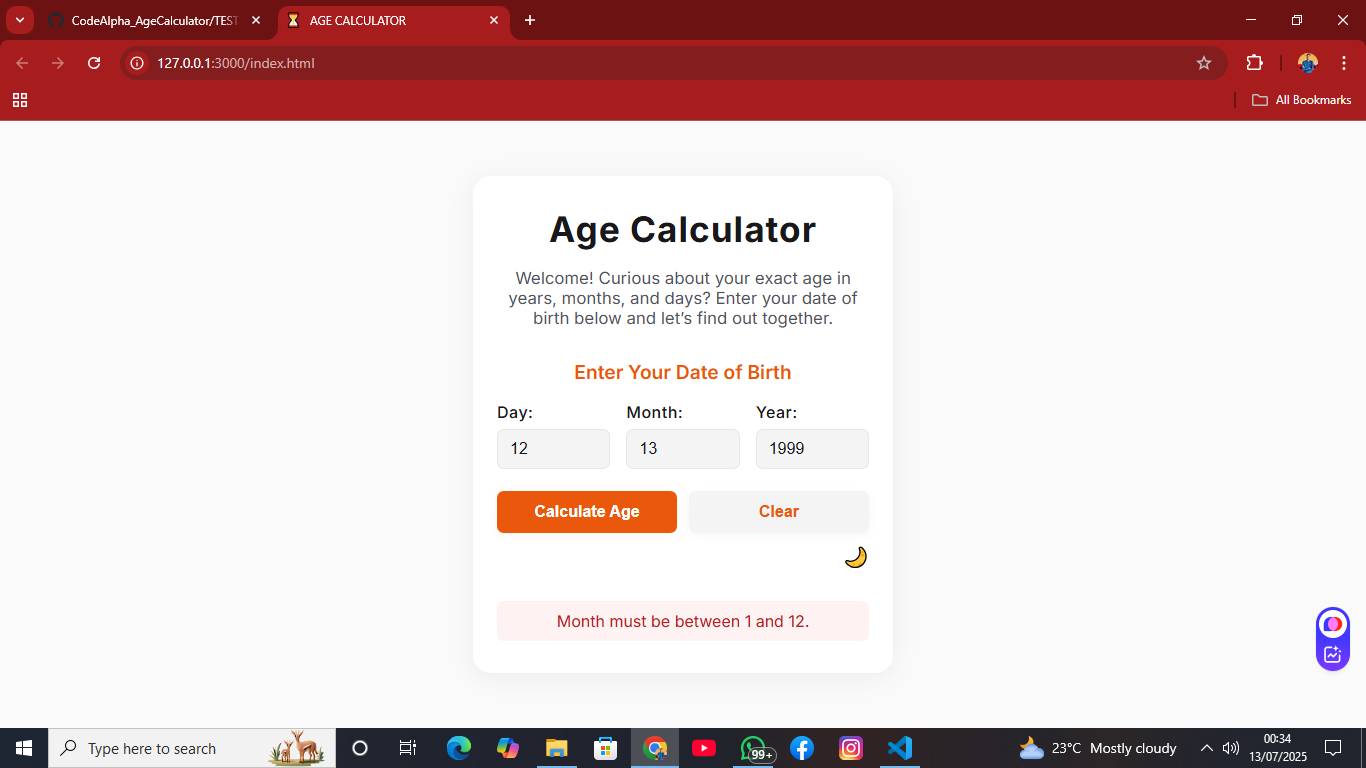 CodeAlpha_AgeCalculator/TEST
AGE CALCULATOR
127.0.0.1:3000/index.html
All Bookmarks
Age Calculator
Welcome! Curious about your exact age in
years, months, and days? Enter your date of
birth below and let’s find out together.
Enter Your Date of Birth
Day: Month: Year:
12 13 1999
Calculate Age Clear
Month must be between 1 and 12.
Type here to search
99+
23°C Mostly cloudy
00:34
13/07/2025